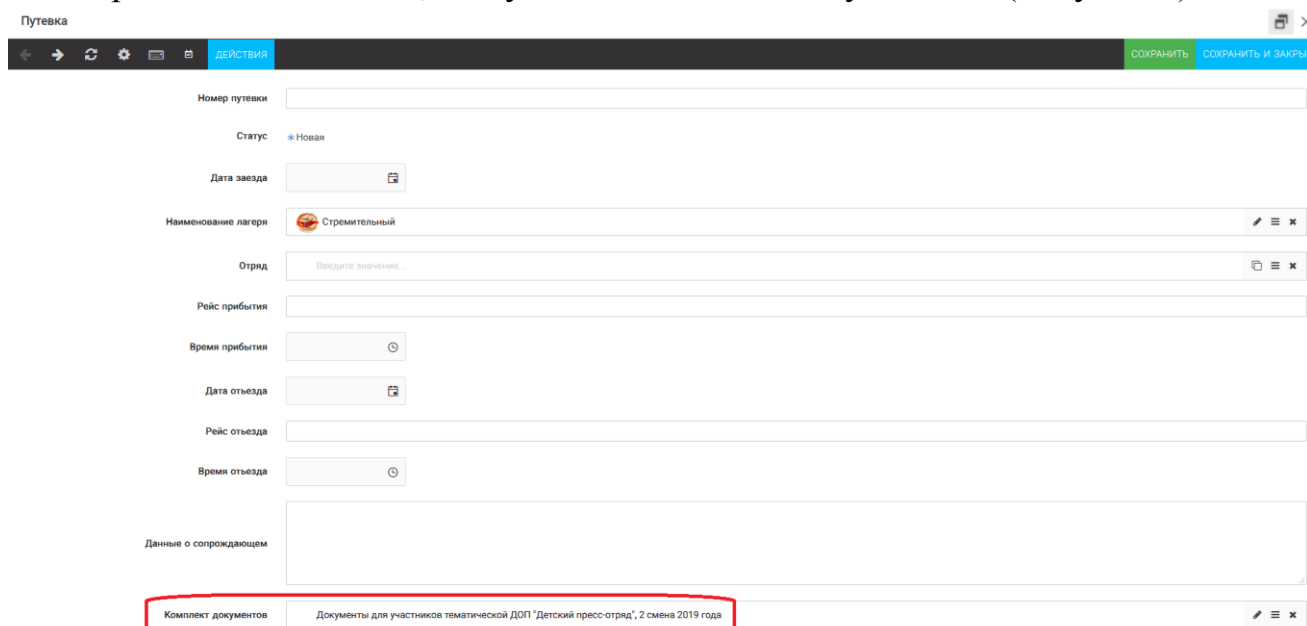 Путевка
ДЕЙСТВИЯ СОХРАНИТЬ СОХРАНИТЬ И ЗАКРЫ
Номер путевки
Статус Новая
Дата заезда
Наименование лагеря Стремительный
Отряд Введите значение...
Рейс прибытия
Время прибытия
Дата отъезда
Рейс отъезда
Время отъезда
Данные о сопрождающем
Комплект документов Документы для участников тематической ДОП "Детский пресс-отряд", 2 смена 2019 года